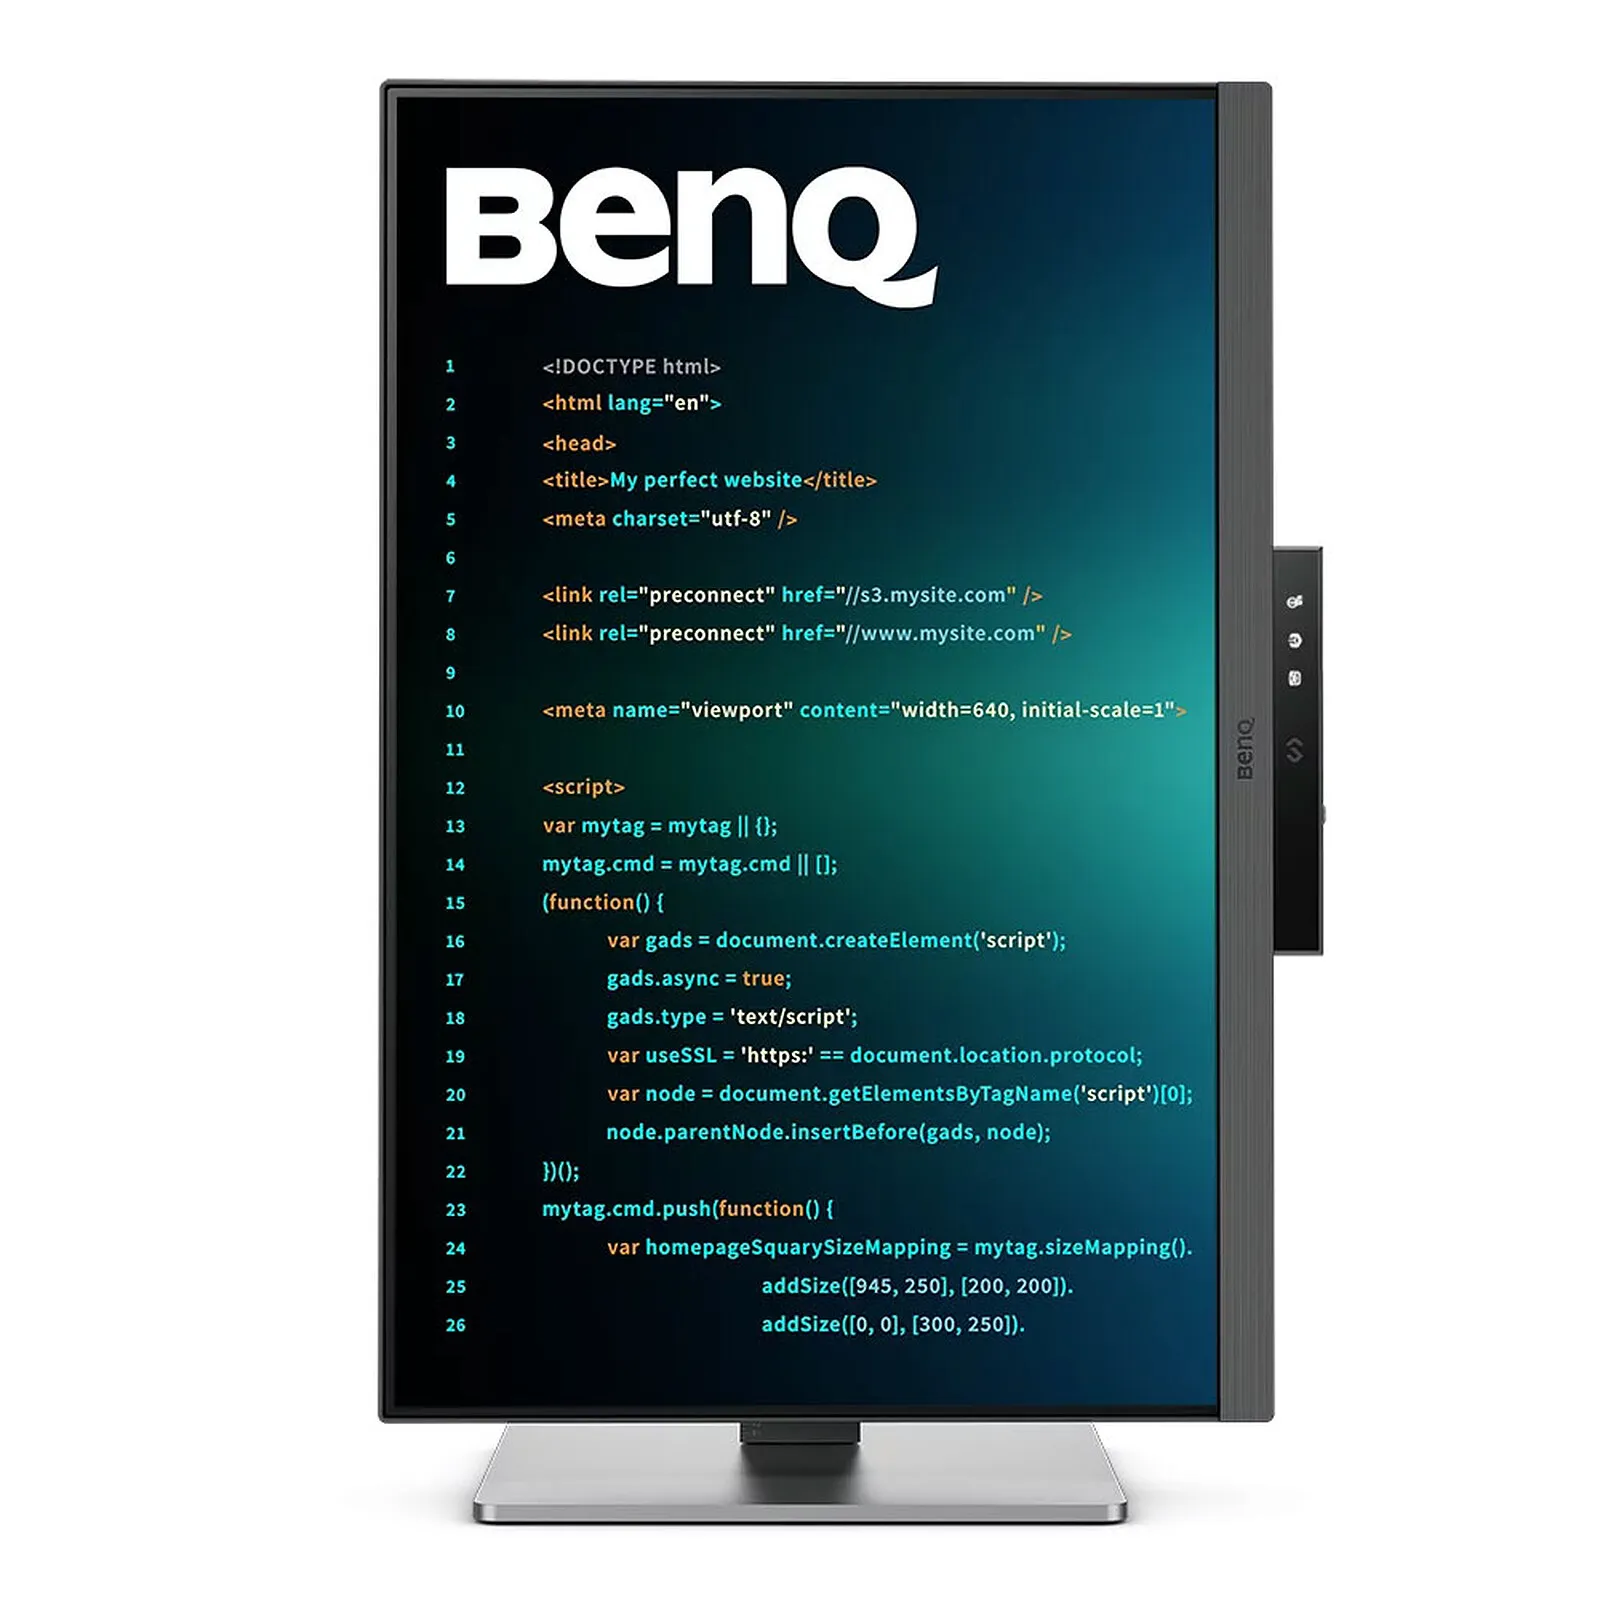 BenQ
1 <!DOCTYPE html>
2 <html lang="en">
3 <head>
4 <title>My perfect website</title>
5 <meta charset="utf-8" />
6
7 <link rel="preconnect" href="//s3.mysite.com" />
8 <link rel="preconnect" href="//www.mysite.com" />
9
10 <meta name="viewport" content="width=640, initial-scale=1">
11
12 <script>
13 var mytag = mytag || {};
14 mytag.cmd = mytag.cmd || [];
15 (function() {
16 var gads = document.createElement('script');
17 gads.async = true;
18 gads.type = 'text/script';
19 var useSSL = 'https:' == document.location.protocol;
20 var node = document.getElementsByTagName('script')[0];
21 node.parentNode.insertBefore(gads, node);
22 })();
23 mytag.cmd.push(function() {
24 var homepageSquarySizeMapping = mytag.sizeMapping().
25 addSize([945, 250], [200, 200]).
26 addSize([0, 0], [300, 250]).
BenQ